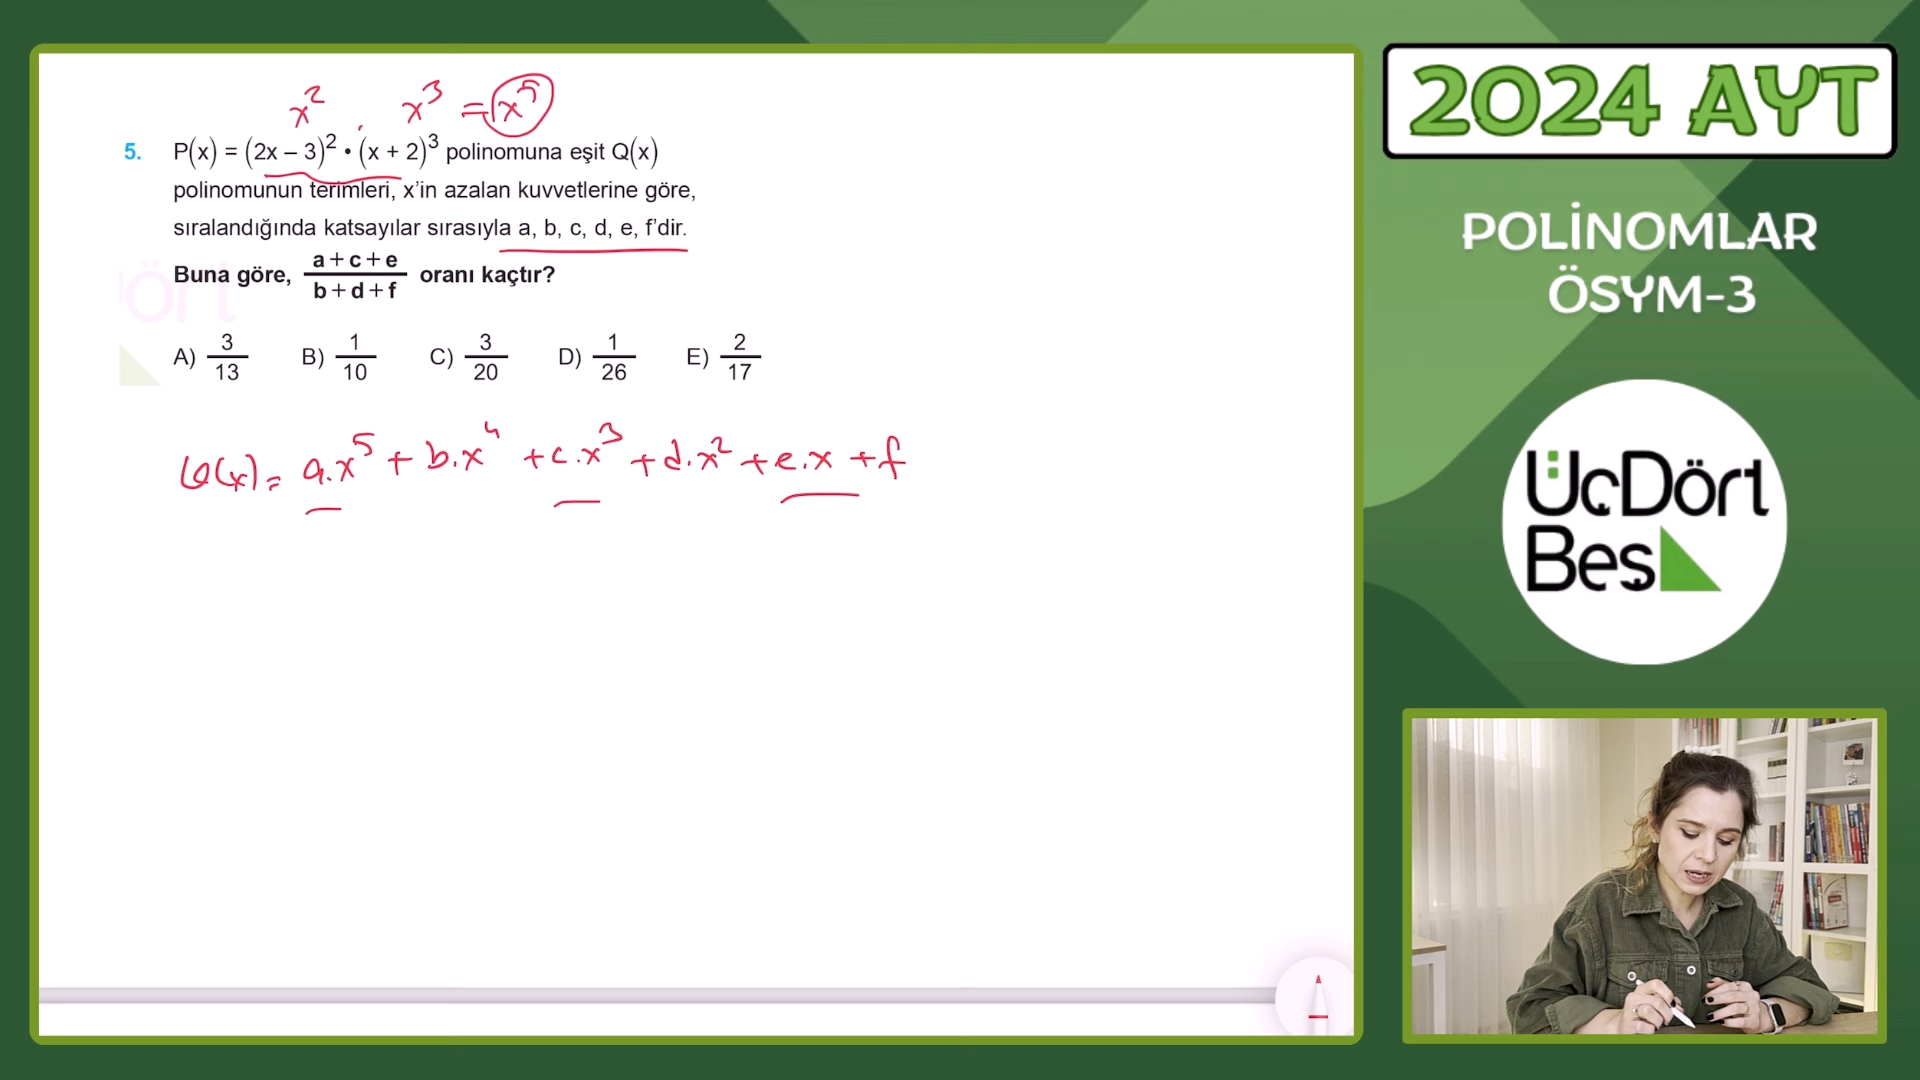 x² . x³ = x⁵
5. P(x) = (2x – 3)² • (x + 2)³ polinomuna eşit Q(x)
polinomunun terimleri, x’in azalan kuvvetlerine göre,
sıralandığında katsayılar sırasıyla a, b, c, d, e, f’dir.
Buna göre, a+c+e / b+d+f oranı kaçtır?
A) 3/13 B) 1/10 C) 3/20 D) 1/26 E) 2/17
Q(x) = a.x⁵ + b.x⁴ + c.x³ + d.x² + e.x + f
Dört
2024 AYT
POLİNOMLAR
ÖSYM-3
ÜçDört
Beş